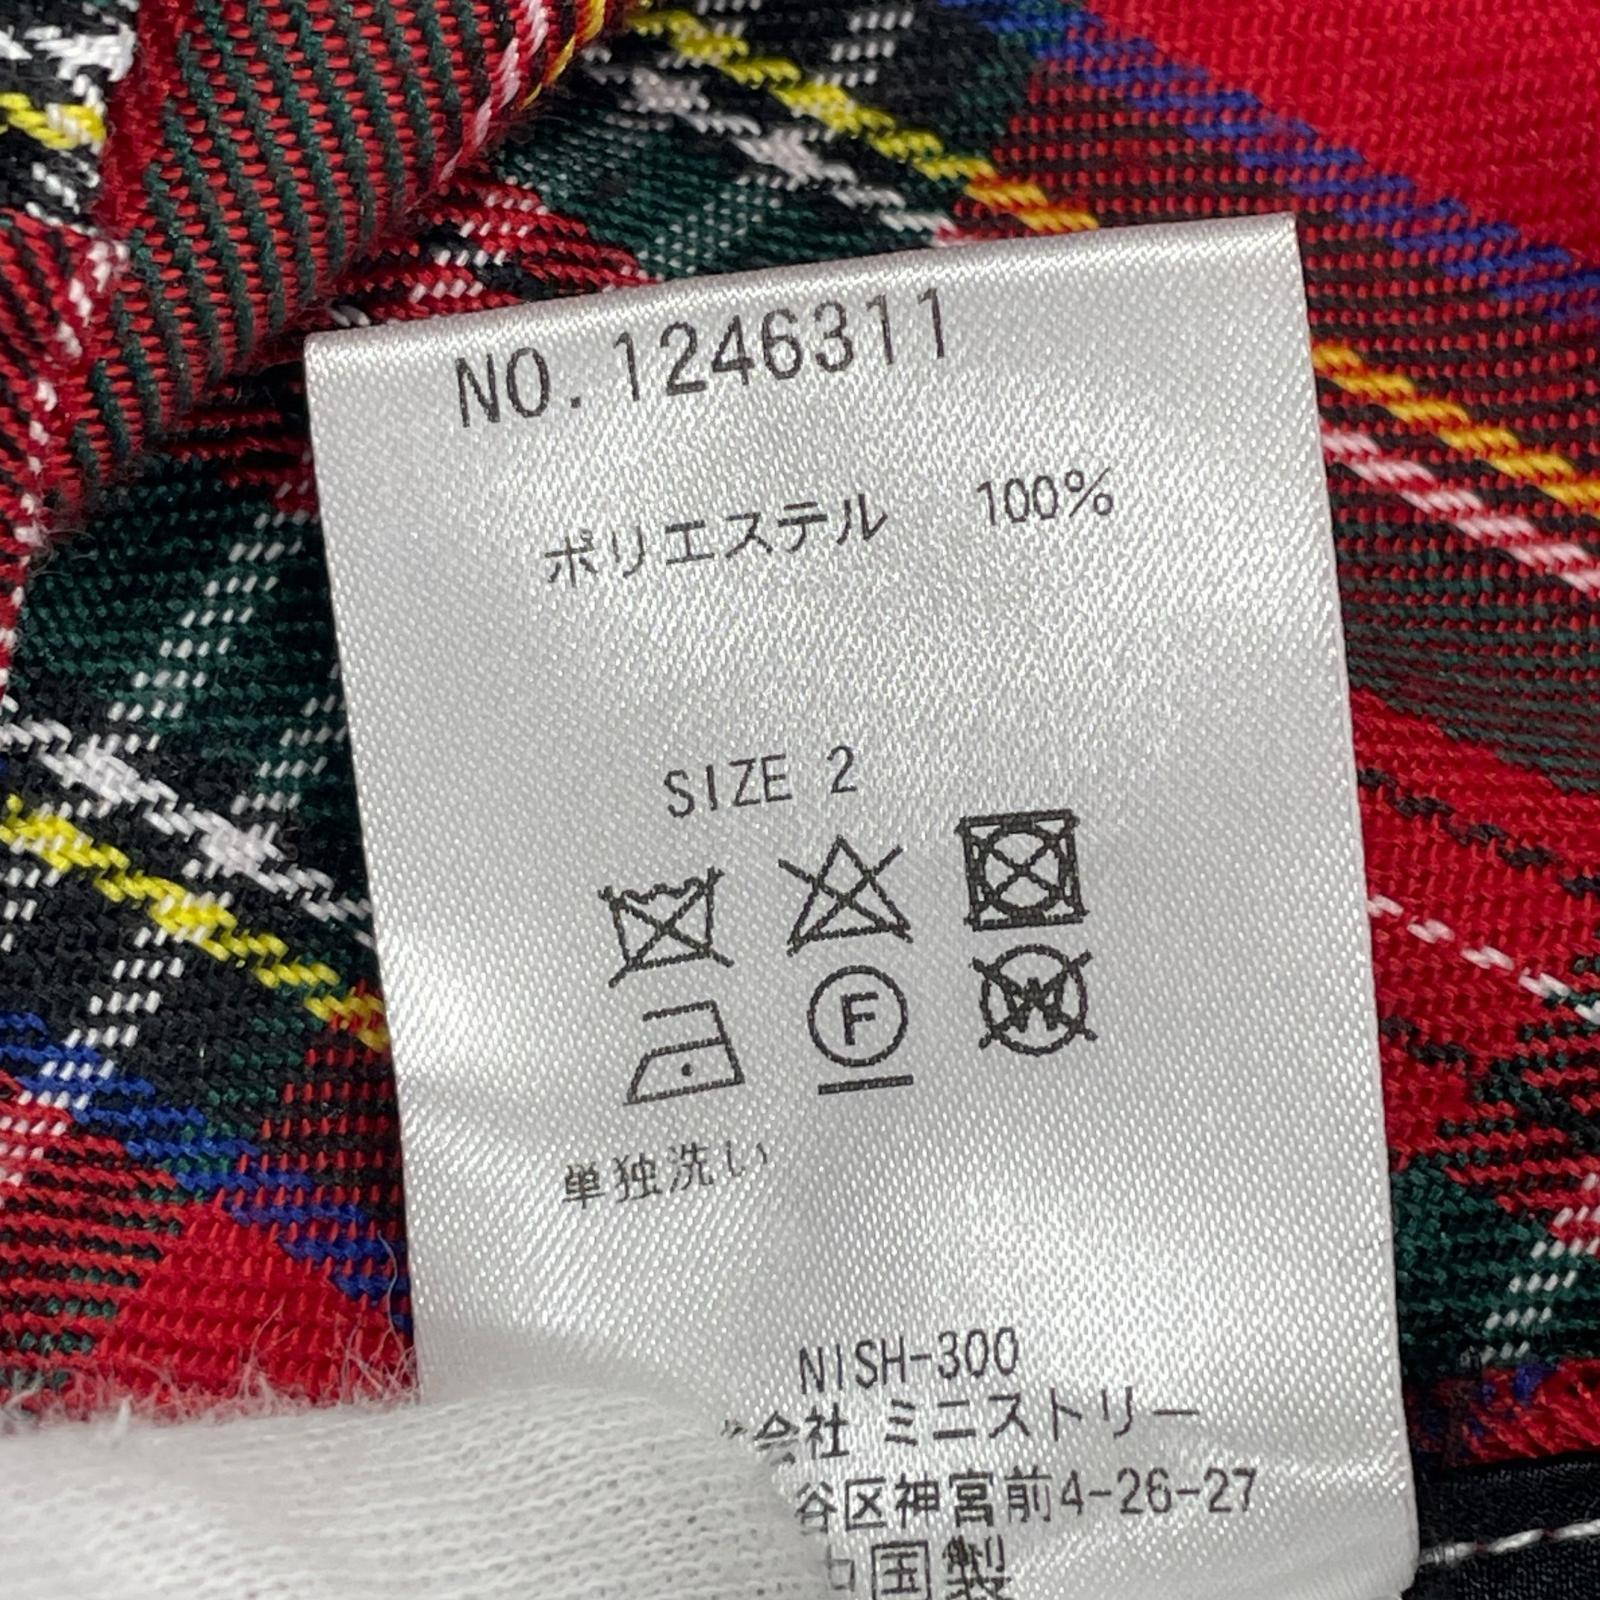 NO. 1246311
ポリエステル 100%
SIZE 2
F
W
単独洗い
NISH-300
会社 ミニストリー
谷区神宮前4-26-27
国製